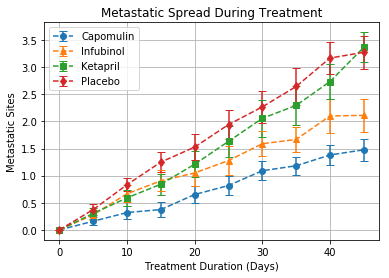 Metastatic Spread During Treatment
Capomulin
Infubinol
Ketapril
Placebo
Metastatic Sites
3.5
3.0
2.5
2.0
1.5
1.0
0.5
0.0
0
10
20
30
40
Treatment Duration (Days)